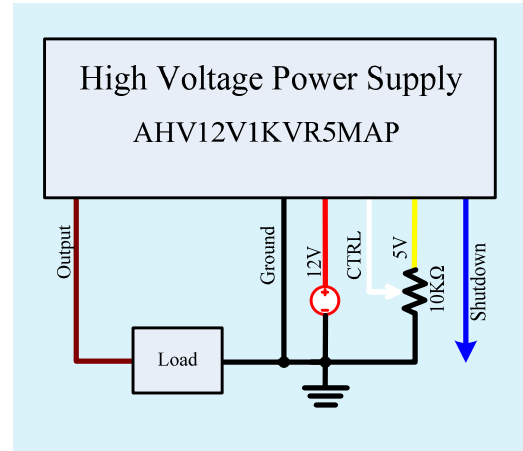 High Voltage Power Supply
AHV12V1KVR5MAP
Output
Ground
12V
CTRL
5V
10KΩ
Shutdown
Load